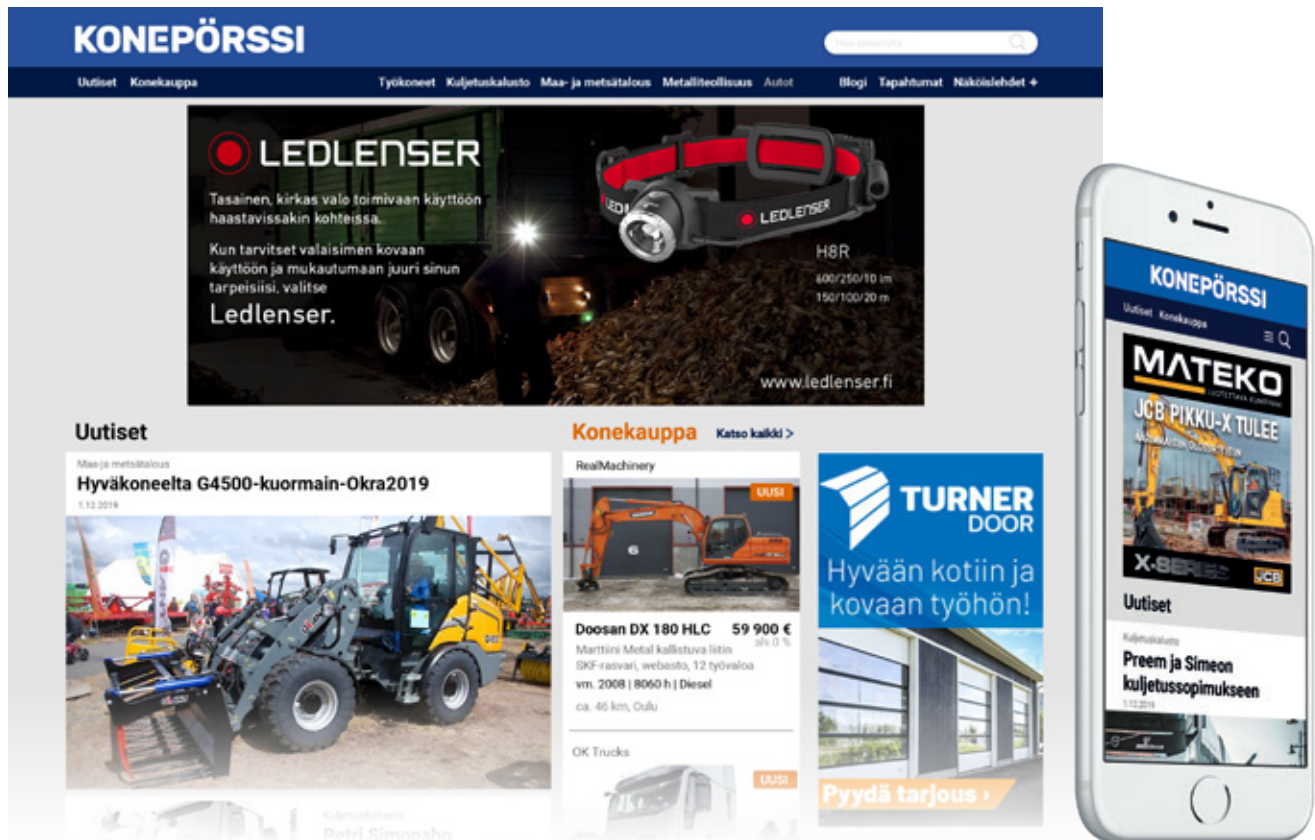 KONEPÖRSSI
Uutiset Konekauppa Työkoneet Kuljetuskalusto Maa- ja metsätalous Metalliteollisuus Autot Blogi Tapahtumat Näköislehdet +
LEDLENSER
Tasainen, kirkas valo toimivaan käyttöön
haastavissakin kohteissa.
Kun tarvitset valaisimen kovaan
käyttöön ja mukautumaan juuri sinun
tarpeisiisi, valitse
Ledlenser.
LEDLENSER
H8R
600/250/10 lm
150/100/20 m
www.ledlenser.fi
Uutiset
Maa-ja metsätalous
Hyväkoneelta G4500-kuormain-Okra2019
1.12.2019
Konekauppa Katso kaikki >
RealMachinery
UUSI
6
Doosan DX 180 HLC 59 900 €
alv.0 %
Marttiini Metal kallistuva liitin
SKF-rasvari, webasto, 12 työvaloa
vm. 2008 | 8060 h | Diesel
ca. 46 km, Oulu
OK Trucks
UUSI
TURNER
DOOR
Hyvään kotiin ja
kovaan työhön!
Pyydä tarjous ›
Kuljetuskalusto
Petri Simonaho
KONEPÖRSSI
Uutiset Konekauppa
MATEKO
LUOTETTAVA KUMPPANI
JCB PIKKU-X TULEE
X-SERIES JCB
Uutiset
Kuljetuskalusto
Preem ja Simeon
kuljetussopimukseen
1.12.2019